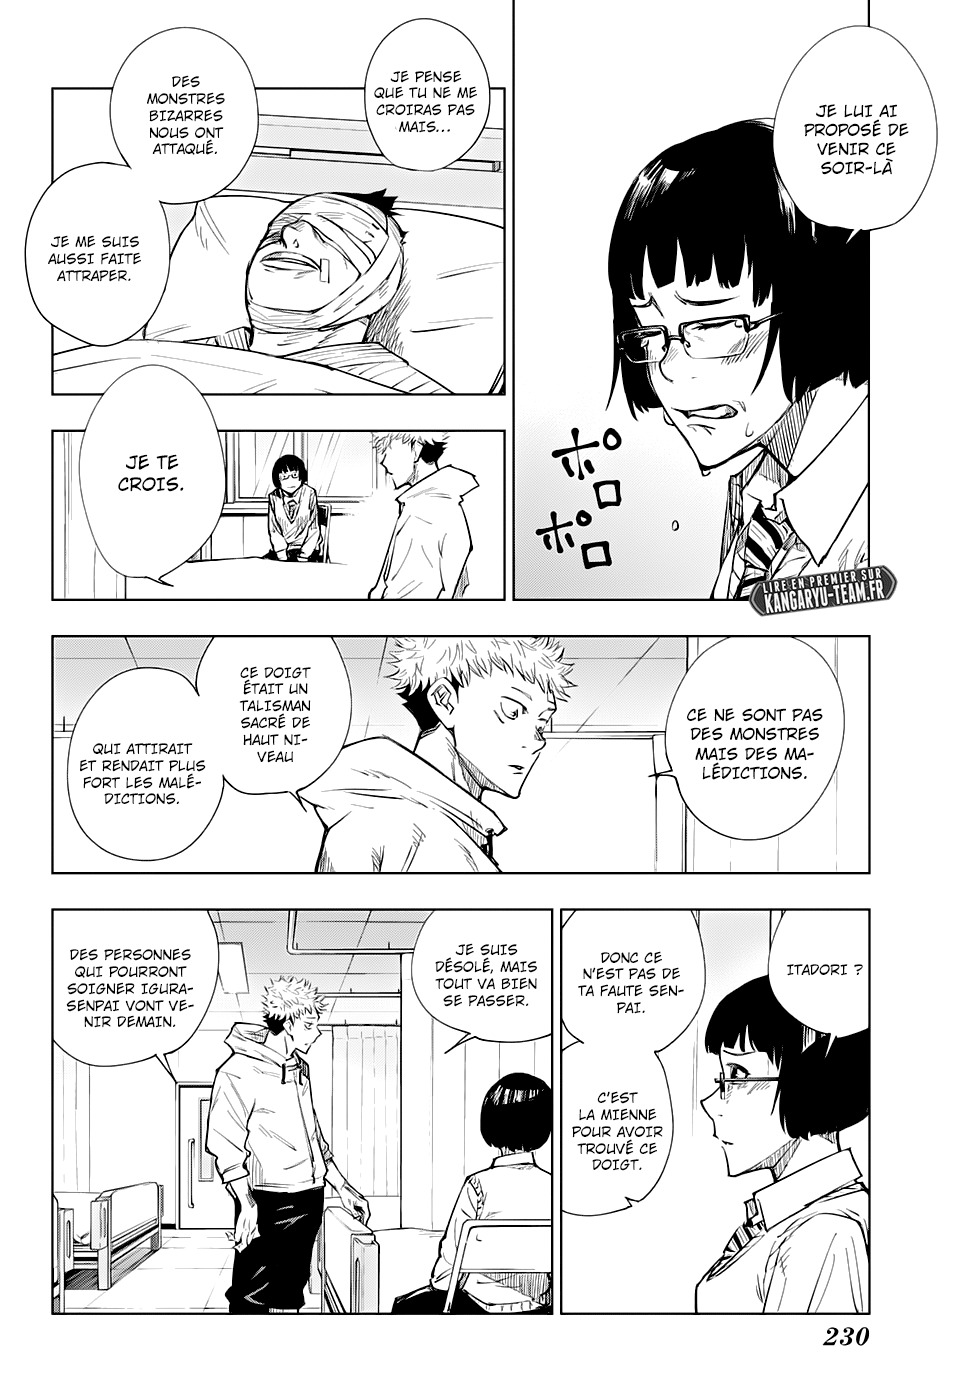 JE LUI AI
PROPOSÉ DE
VENIR CE
SOIR-LÀ
ポロ
ポロ
LIRE EN PREMIER SUR
KANGARYU-TEAM.FR
JE PENSE
QUE TU NE ME
CROIRAS PAS
MAIS...
DES
MONSTRES
BIZARRES
NOUS ONT
ATTAQUÉ.
JE ME SUIS
AUSSI FAITE
ATTRAPER.
JE TE
CROIS.
CE NE SONT PAS
DES MONSTRES
MAIS DES MA-
LÉDICTIONS.
CE DOIGT
ÉTAIT UN
TALISMAN
SACRÉ DE
HAUT NI-
VEAU
QUI ATTIRAIT
ET RENDAIT PLUS
FORT LES MALÉ-
DICTIONS.
ITADORI ?
DONC CE
N'EST PAS DE
TA FAUTE SEN-
PAI.
C'EST
LA MIENNE
POUR AVOIR
TROUVÉ CE
DOIGT.
JE SUIS
DÉSOLÉ, MAIS
TOUT VA BIEN
SE PASSER.
DES PERSONNES
QUI POURRONT
SOIGNER IGURA-
SENPAI VONT VE-
NIR DEMAIN.
230